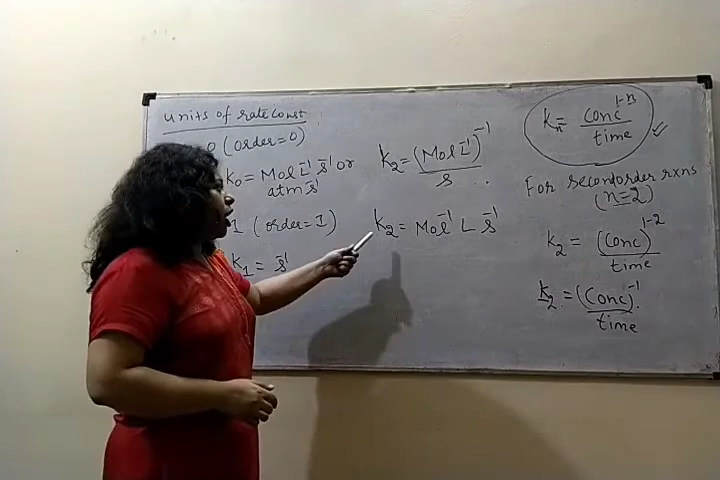 units of rate const
0 (order=0)
k₀ = Mol L⁻¹ s⁻¹ or
atm s⁻¹
1 (order=1)
k₁ = s⁻¹
k₂ = (Mol L⁻¹)⁻¹
s
k₂ = Mol⁻¹ L s⁻¹
kₙ = conc¹⁻ⁿ
time
For second order rxns
(n=2)
k₂ = (conc)¹⁻²
time
k₂ = (conc)⁻¹
time